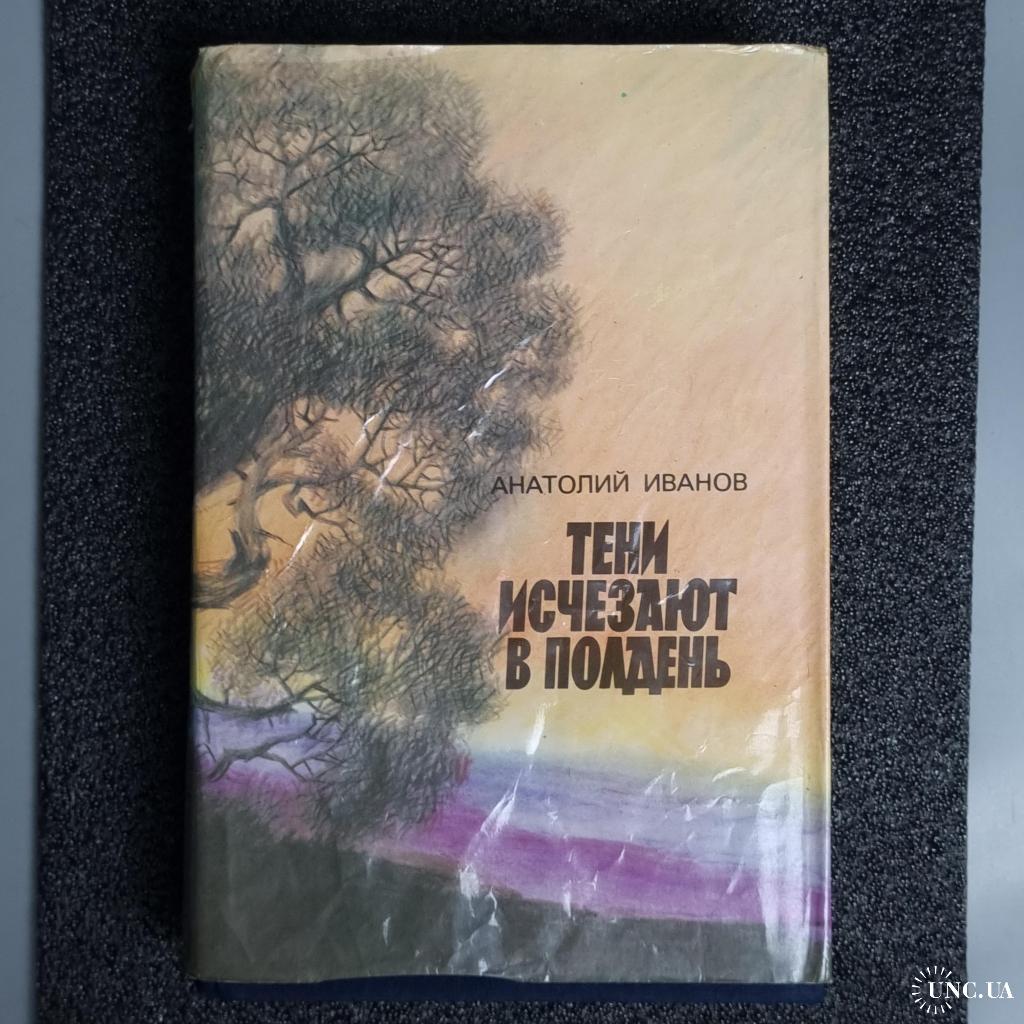 АНАТОЛИЙ ИВАНОВ
ТЕНИ
ИСЧЕЗАЮТ
В ПОЛДЕНЬ
UNC.UA